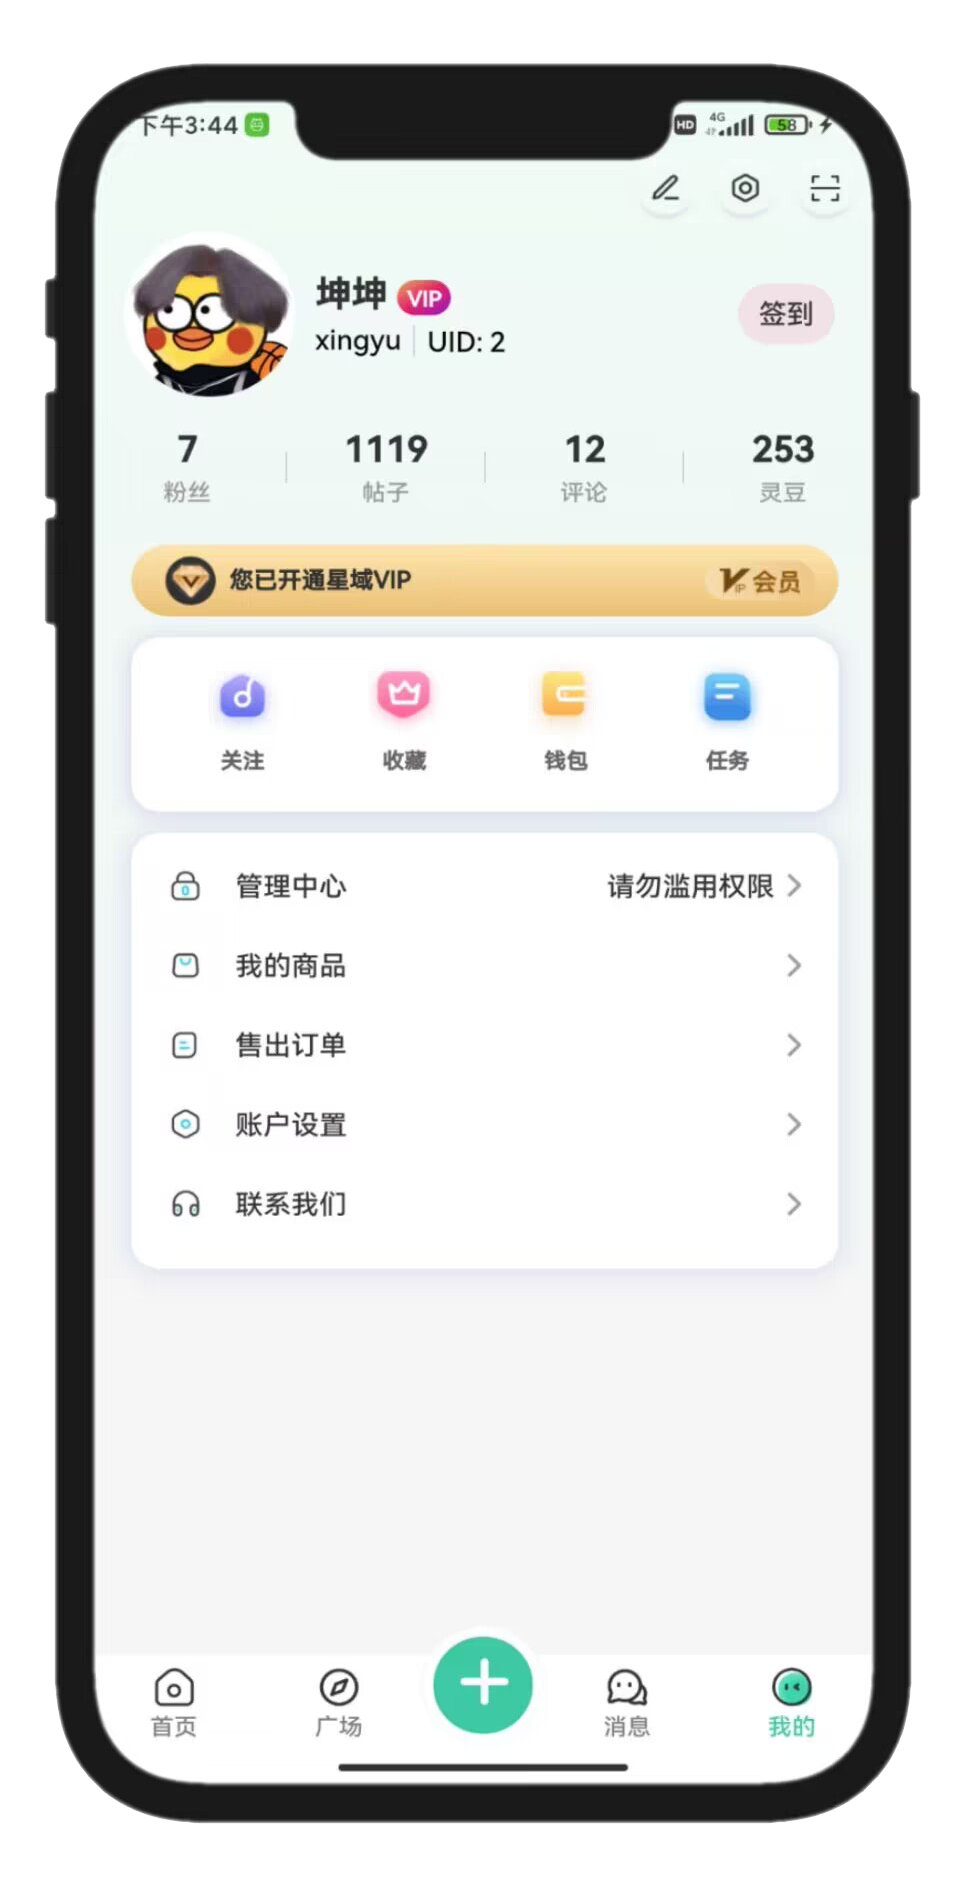 下午3:44
HD 4G 58
坤坤 VIP
xingyu UID: 2
签到
7 1119 12 253
粉丝 帖子 评论 灵豆
您已开通星域VIP VIP 会员
关注 收藏 钱包 任务
管理中心 请勿滥用权限
我的商品
售出订单
账户设置
联系我们
首页 广场 消息 我的